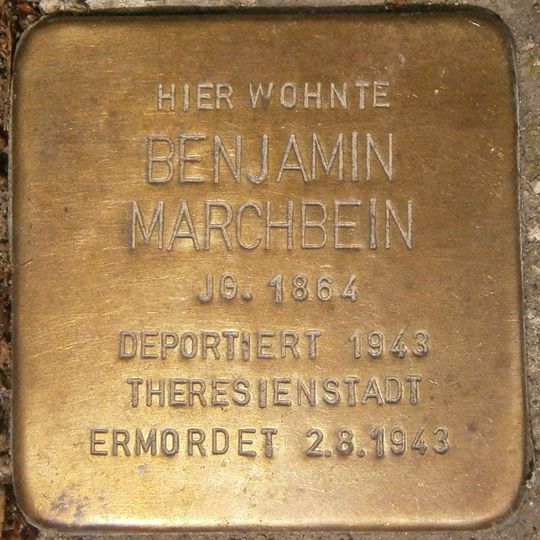 HIER WOHNTE
BENJAMIN
MARCHBEIN
JG. 1864
DEPORTIERT 1943
THERESIENSTADT
ERMORDET 2.8.1943